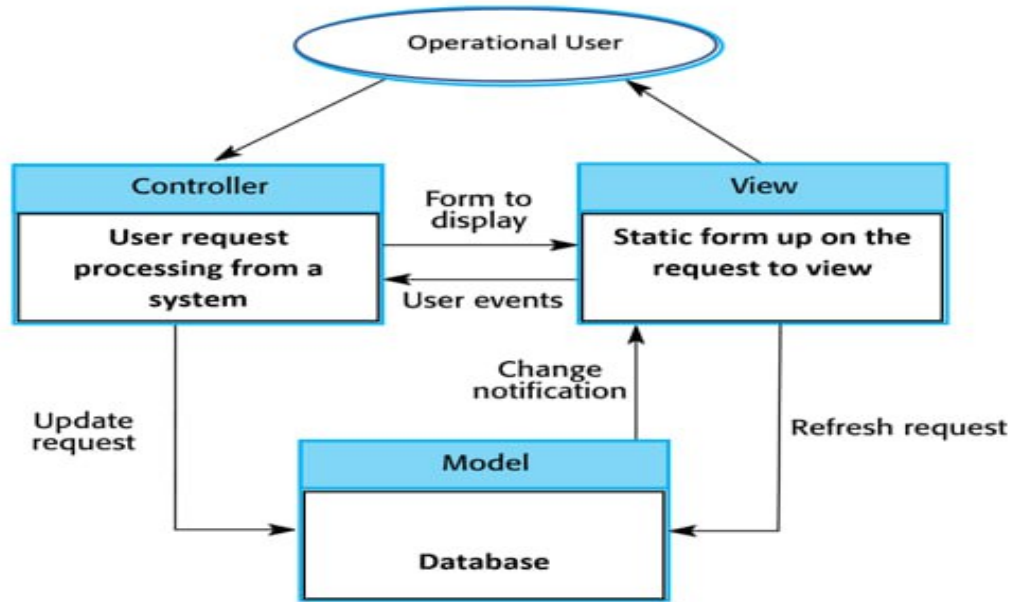 Operational User
Controller
User request
processing from a
system
Form to
display
User events
View
Static form up on the
request to view
Update
request
Change
notification
Refresh request
Model
Database